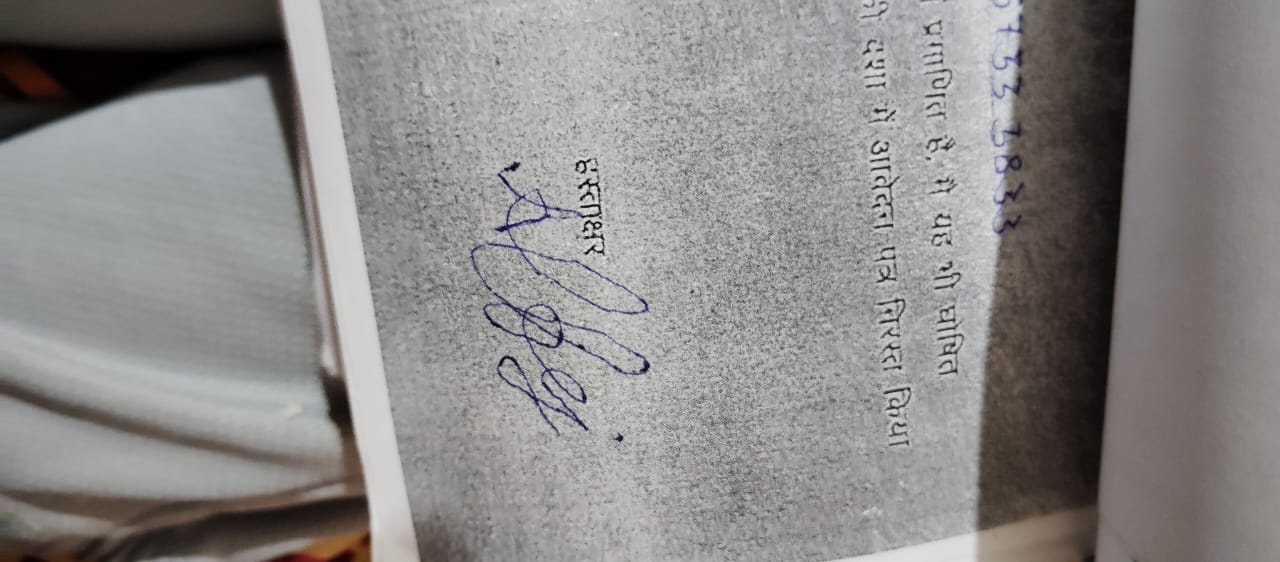 733 3833
प्रमाणित है, मे यह भी घोषित
दशा में आवेदन पत्र निरस्त किया
हस्ताक्षर